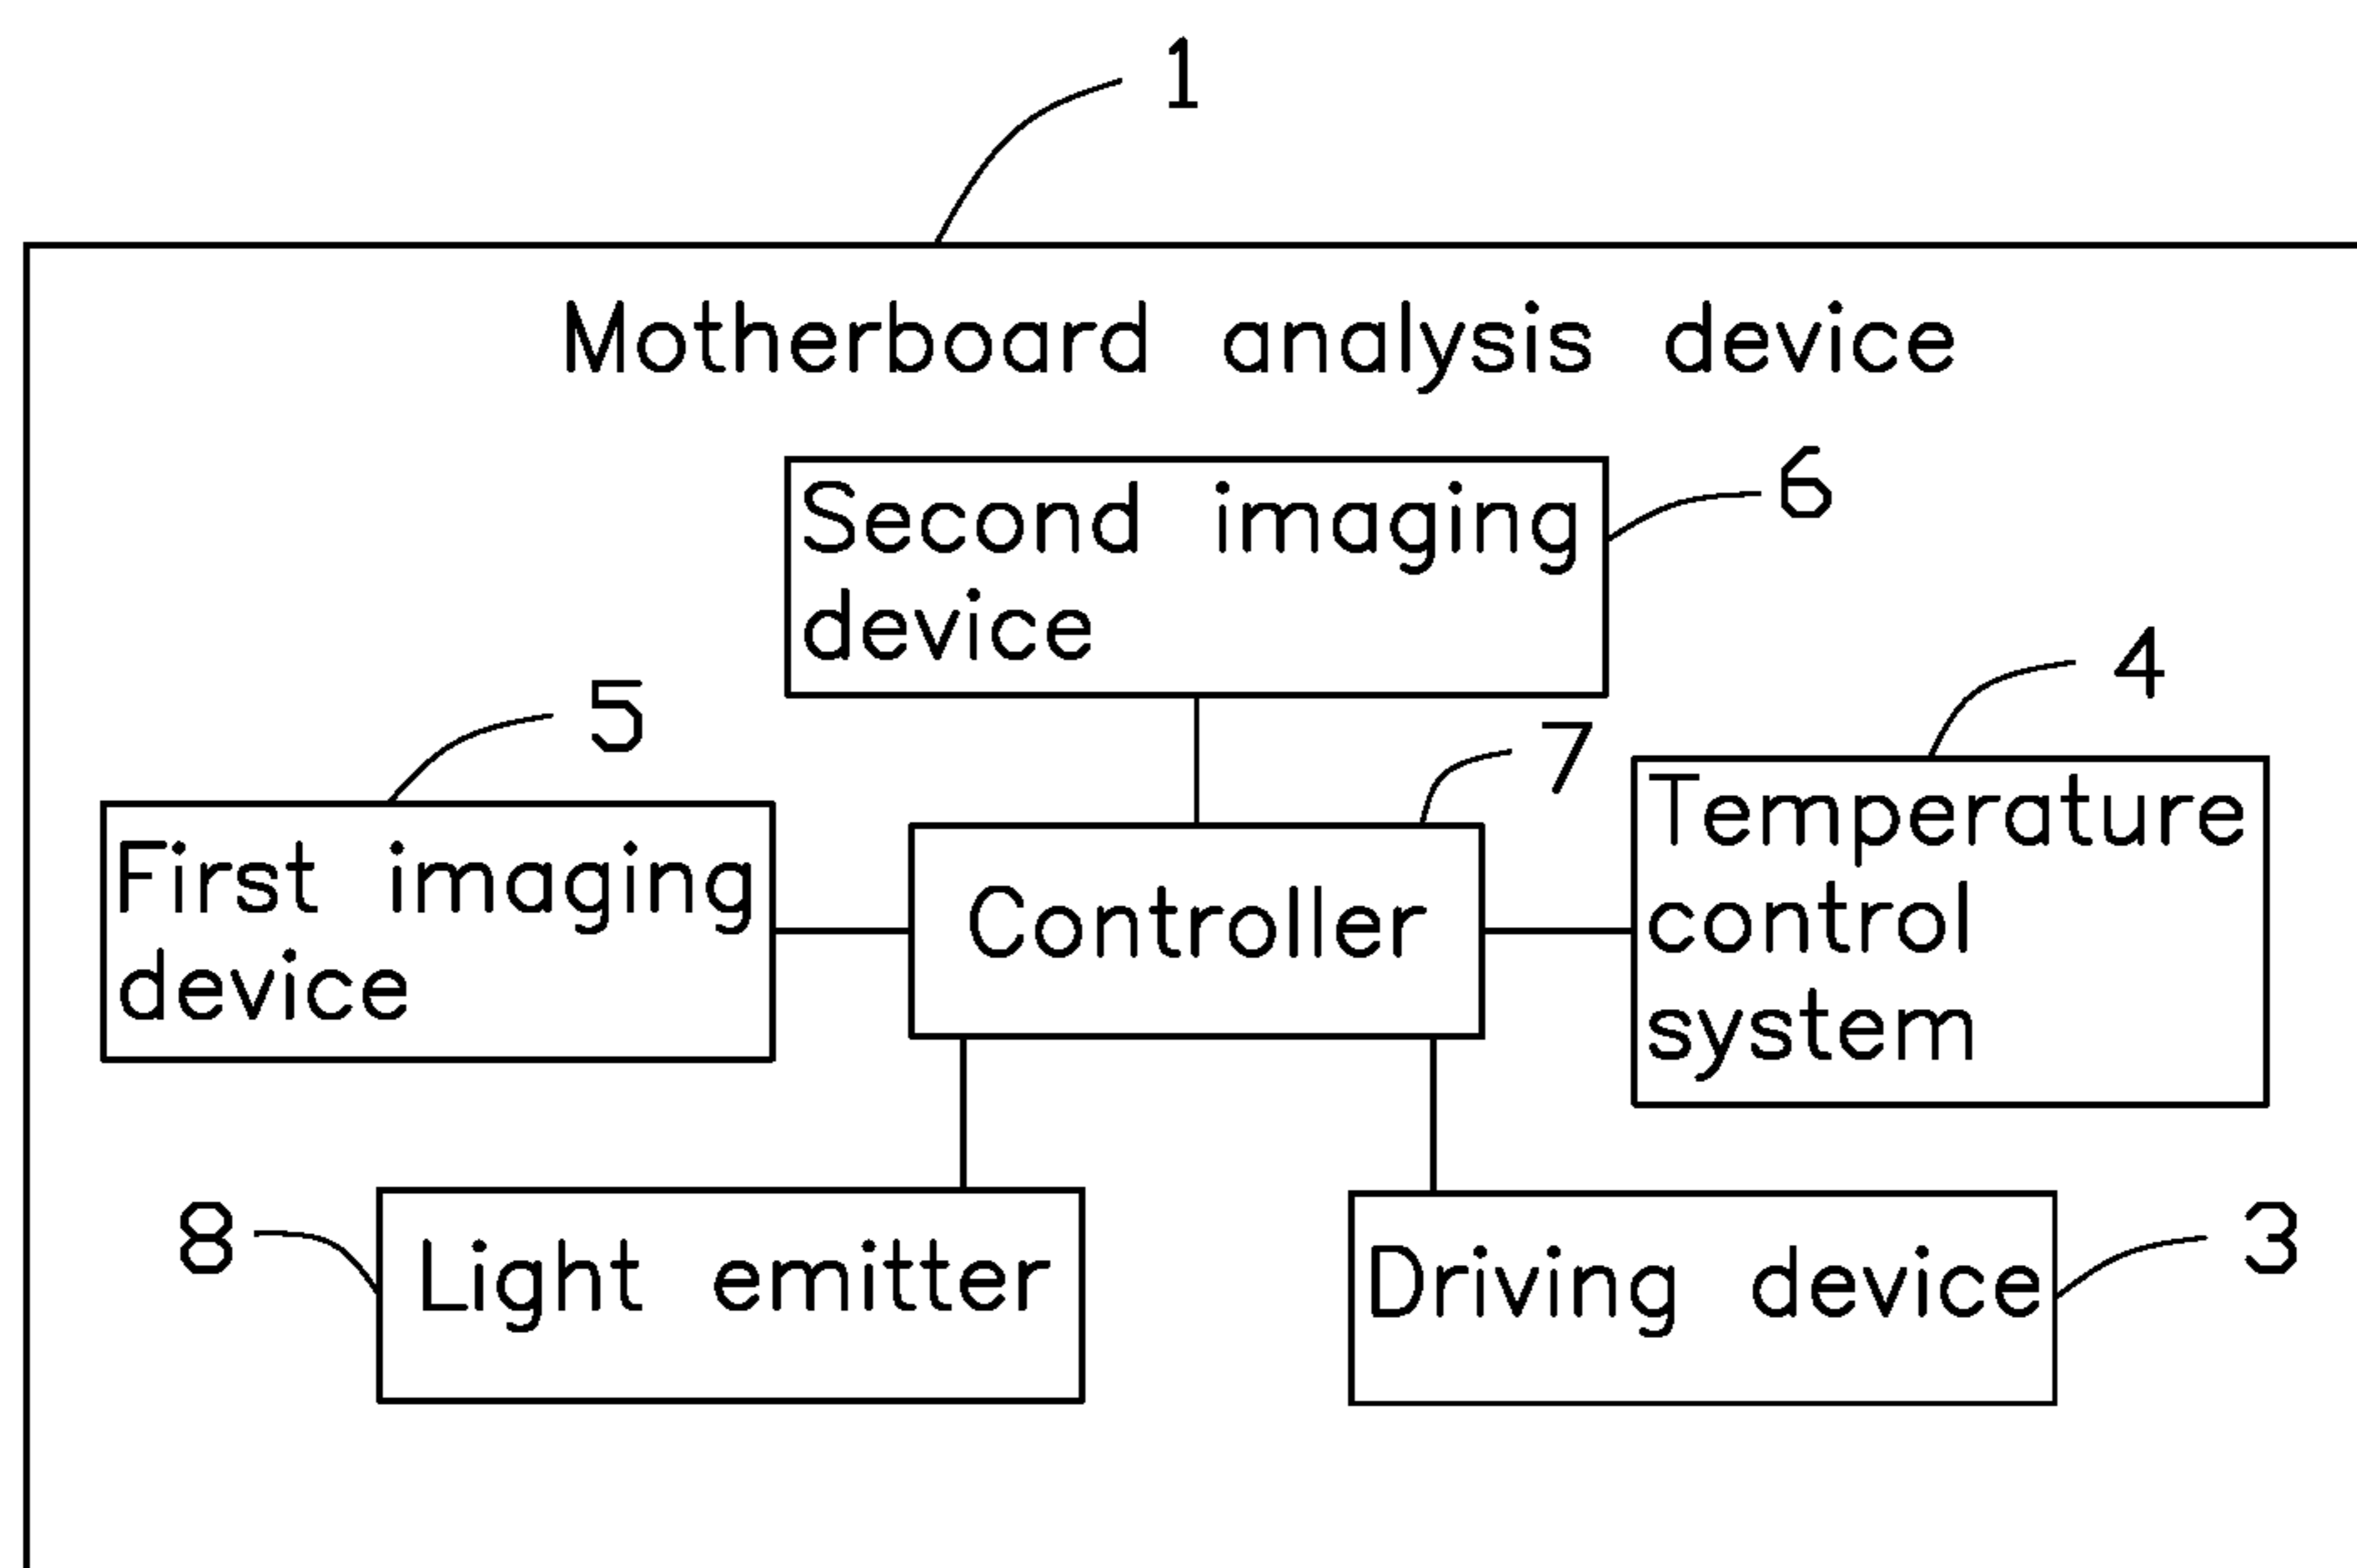 1
Motherboard analysis device
Second imaging
device
6
4
5
7
First imaging
device
Controller
Temperature
control
system
8
Light emitter
Driving device
3